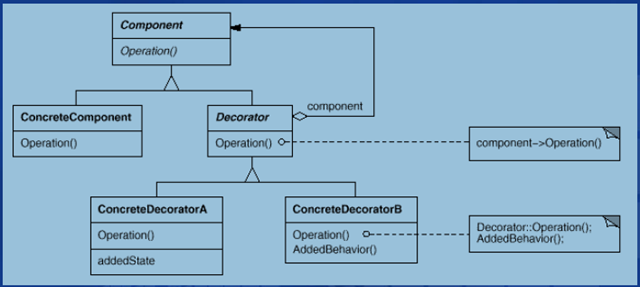 Component
Operation()
component
ConcreteComponent
Operation()
Decorator
Operation()
component->Operation()
ConcreteDecoratorA
Operation()
addedState
ConcreteDecoratorB
Operation()
AddedBehavior()
Decorator::Operation();
AddedBehavior();